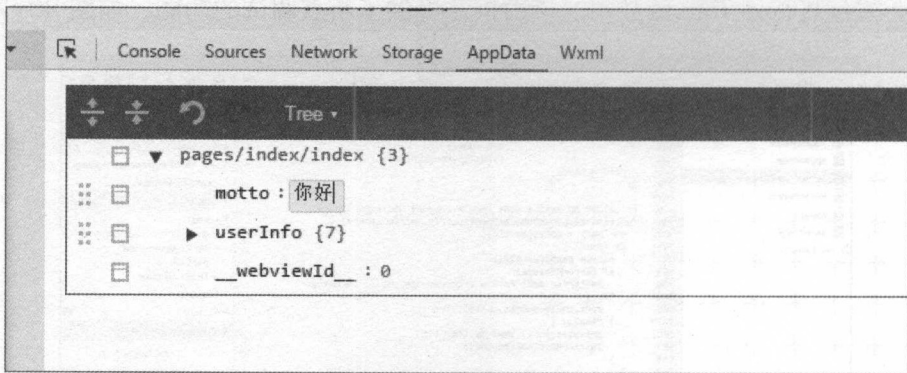 Console Sources Network Storage AppData Wxml
Tree
pages/index/index {3}
motto : 你好
userInfo {7}
__webviewId__ : 0